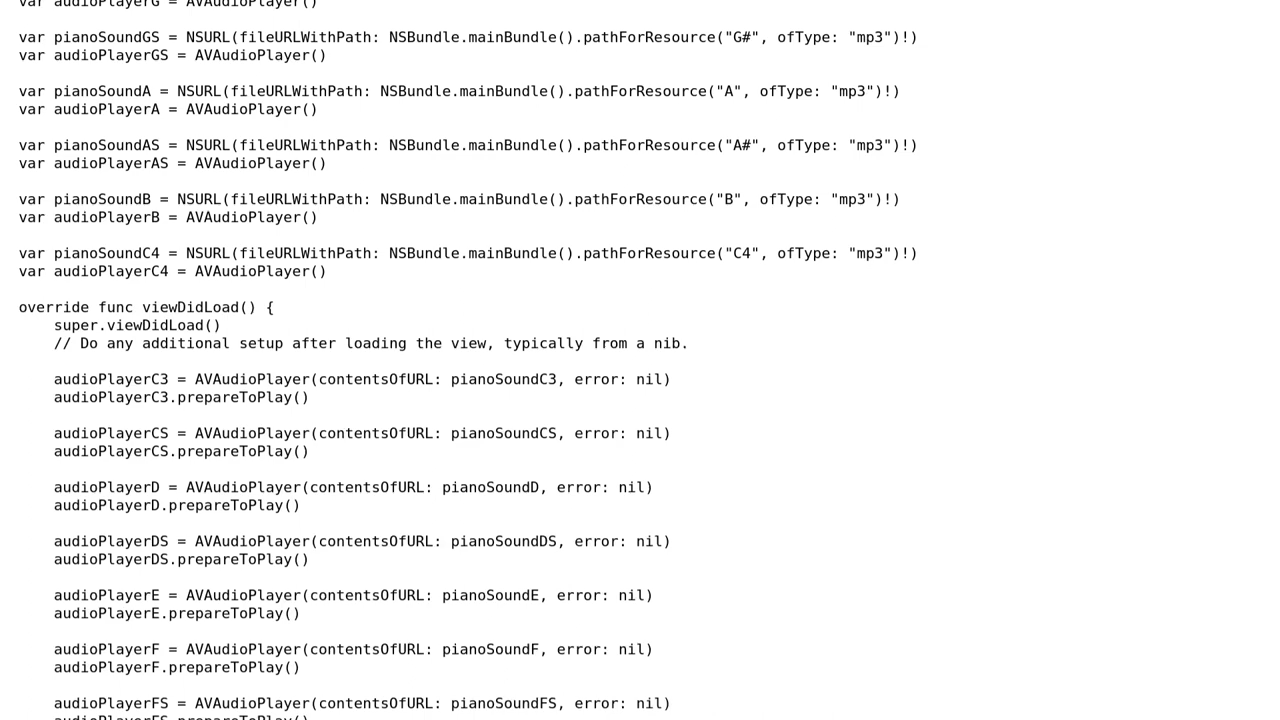 var audioPlayerG = AVAudioPlayer()
var pianoSoundGS = NSURL(fileURLWithPath: NSBundle.mainBundle().pathForResource("G#", ofType: "mp3")!)
var audioPlayerGS = AVAudioPlayer()
var pianoSoundA = NSURL(fileURLWithPath: NSBundle.mainBundle().pathForResource("A", ofType: "mp3")!)
var audioPlayerA = AVAudioPlayer()
var pianoSoundAS = NSURL(fileURLWithPath: NSBundle.mainBundle().pathForResource("A#", ofType: "mp3")!)
var audioPlayerAS = AVAudioPlayer()
var pianoSoundB = NSURL(fileURLWithPath: NSBundle.mainBundle().pathForResource("B", ofType: "mp3")!)
var audioPlayerB = AVAudioPlayer()
var pianoSoundC4 = NSURL(fileURLWithPath: NSBundle.mainBundle().pathForResource("C4", ofType: "mp3")!)
var audioPlayerC4 = AVAudioPlayer()
override func viewDidLoad() {
super.viewDidLoad()
// Do any additional setup after loading the view, typically from a nib.
audioPlayerC3 = AVAudioPlayer(contentsOfURL: pianoSoundC3, error: nil)
audioPlayerC3.prepareToPlay()
audioPlayerCS = AVAudioPlayer(contentsOfURL: pianoSoundCS, error: nil)
audioPlayerCS.prepareToPlay()
audioPlayerD = AVAudioPlayer(contentsOfURL: pianoSoundD, error: nil)
audioPlayerD.prepareToPlay()
audioPlayerDS = AVAudioPlayer(contentsOfURL: pianoSoundDS, error: nil)
audioPlayerDS.prepareToPlay()
audioPlayerE = AVAudioPlayer(contentsOfURL: pianoSoundE, error: nil)
audioPlayerE.prepareToPlay()
audioPlayerF = AVAudioPlayer(contentsOfURL: pianoSoundF, error: nil)
audioPlayerF.prepareToPlay()
audioPlayerFS = AVAudioPlayer(contentsOfURL: pianoSoundFS, error: nil)
audioPlayerFS.prepareToPlay()